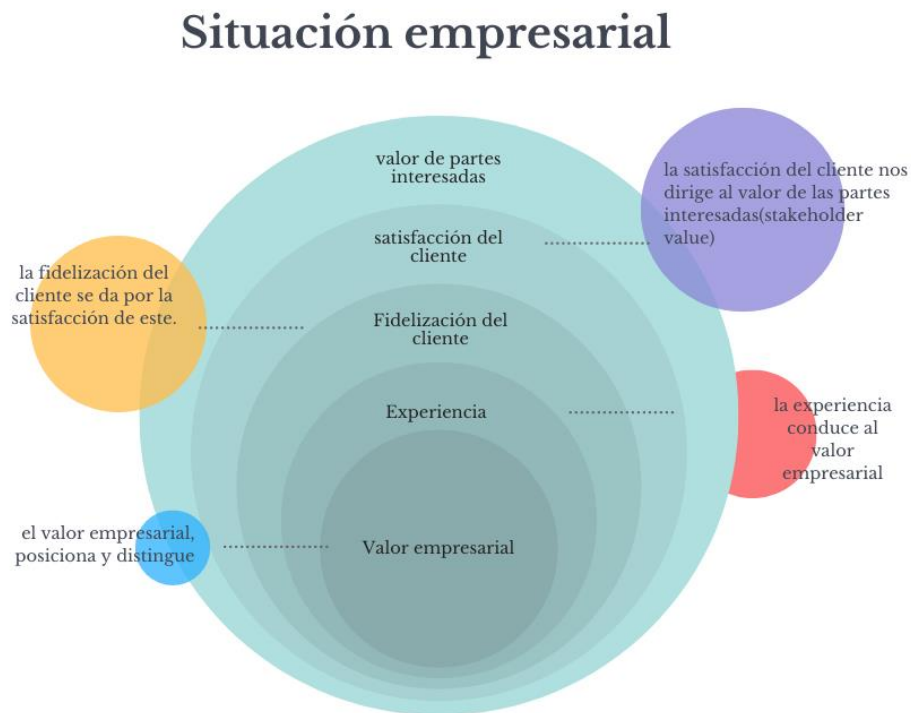 Situación empresarial
valor de partes
interesadas
la satisfacción del cliente nos
dirige al valor de las partes
interesadas(stakeholder
value)
satisfacción del
cliente
la fidelización del
cliente se da por la
satisfacción de este.
Fidelización del
cliente
Experiencia
la experiencia
conduce al
valor
empresarial
el valor empresarial,
posiciona y distingue
Valor empresarial